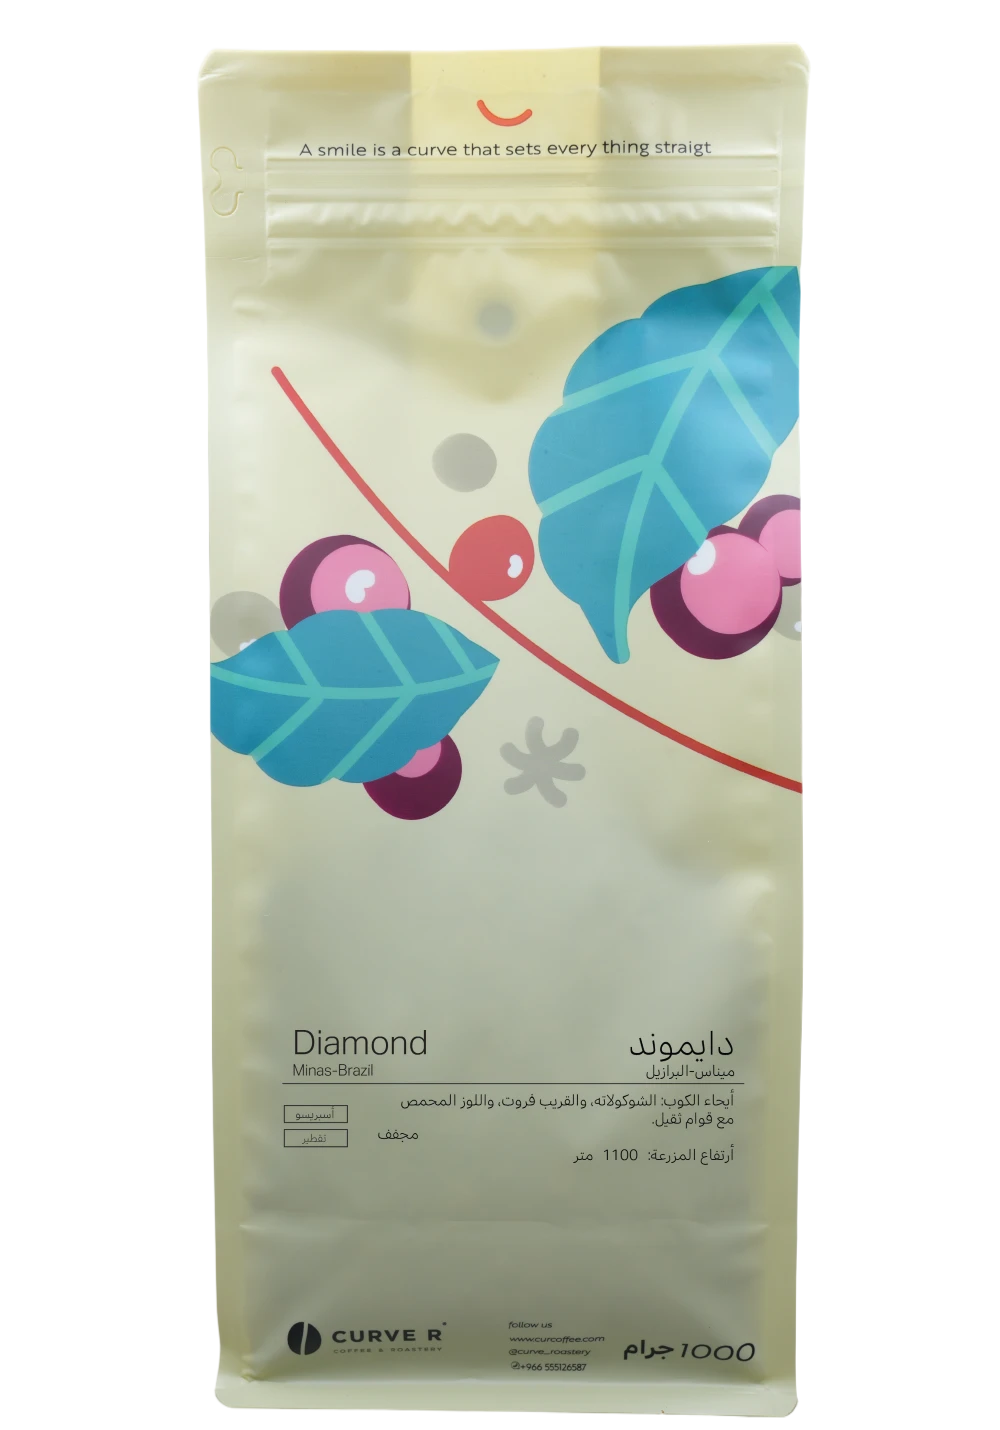 A smile is a curve that sets every thing straigt
Diamond
دايموند
Minas-Brazil
ميناس-البرازيل
أيحاء الكوب: الشوكولاته، والقريب فروت، واللوز المحمص
مع قوام ثقيل.
أسبريسو
تقطير
مجفف
أرتفاع المزرعة: 1100 متر
CURVE R
COFFEE & ROASTERY
follow us
www.curcoffee.com
@curve_roastery
+966 555126587
1000 جرام